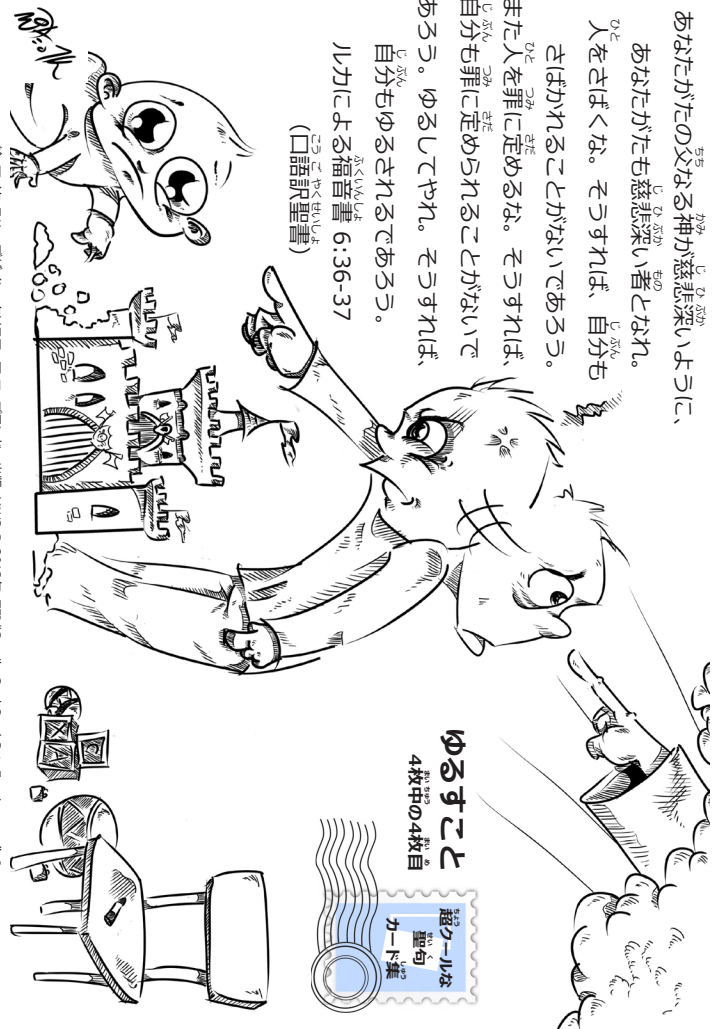 あなたがたの父なる神が慈悲深いように、
あなたがたも慈悲深い者となれ。
人をさばくな。そうすれば、自分も
さばかれることがないであろう。
また人を罪に定めるな。そうすれば、
自分も罪に定められることがないで
あろう。ゆるしてやれ。そうすれば、
自分もゆるされるであろう。
ルカによる福音書 6:36-37
(口語訳聖書)
ゆるすこと
4枚中の4枚目
超クールな
聖句
カード集
X A C